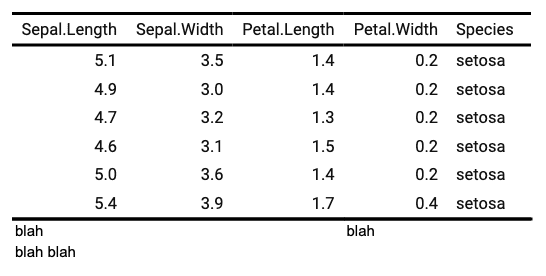 Sepal.Length Sepal.Width Petal.Length Petal.Width Species
5.1 3.5 1.4 0.2 setosa
4.9 3.0 1.4 0.2 setosa
4.7 3.2 1.3 0.2 setosa
4.6 3.1 1.5 0.2 setosa
5.0 3.6 1.4 0.2 setosa
5.4 3.9 1.7 0.4 setosa
blah blah
blah blah